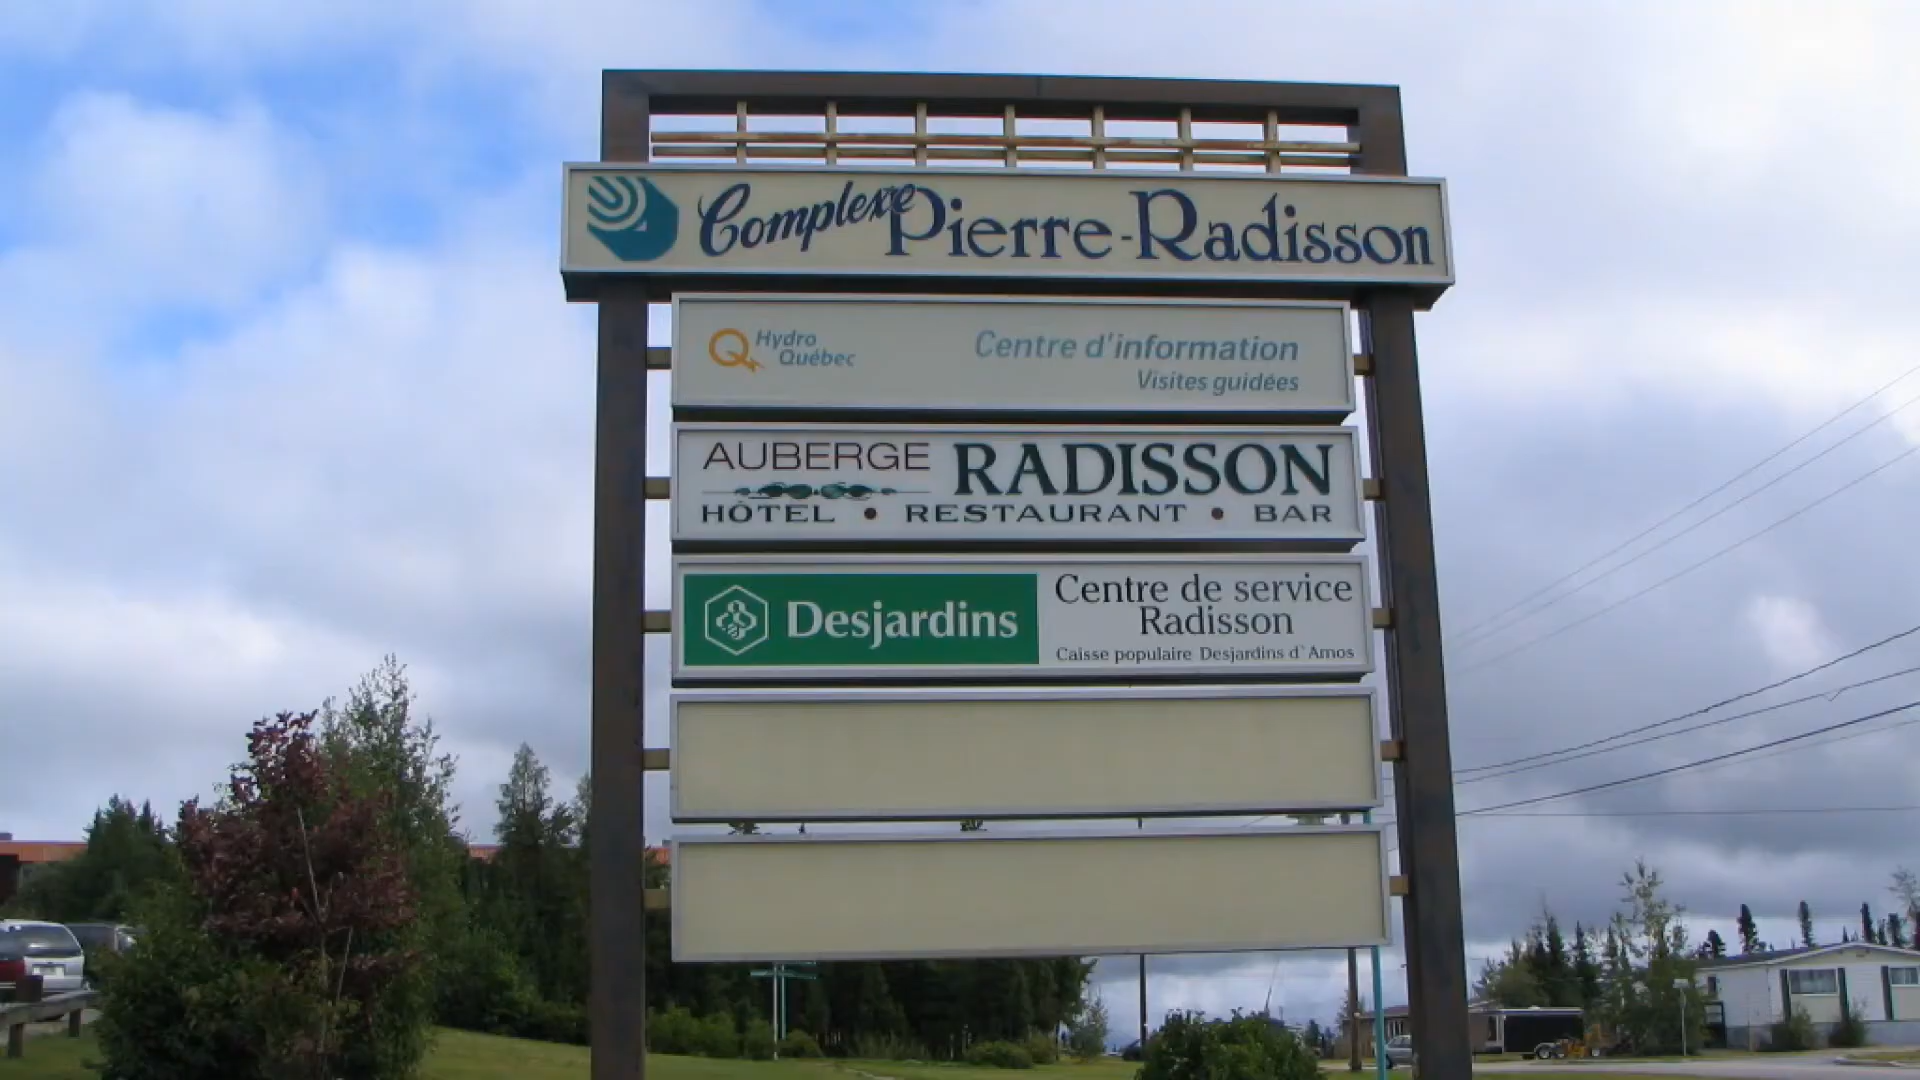 Complexe Pierre-Radisson
Hydro
Québec
Centre d'information
Visites guidées
AUBERGE RADISSON
HÔTEL • RESTAURANT • BAR
Desjardins
Centre de service
Radisson
Caisse populaire Desjardins d'Amos